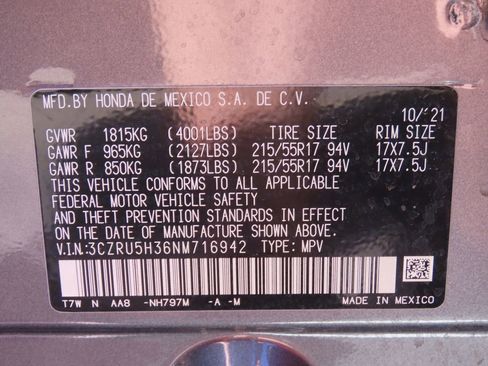 MFD.BY HONDA DE MEXICO S.A. DE C.V.
10/'21
GVWR 1815KG (4001LBS) TIRE SIZE RIM SIZE
GAWR F 965KG (2127LBS) 215/55R17 94V 17X7.5J
GAWR R 850KG (1873LBS) 215/55R17 94V 17X7.5J
THIS VEHICLE CONFORMS TO ALL APPLICABLE
FEDERAL MOTOR VEHICLE SAFETY
AND THEFT PREVENTION STANDARDS IN EFFECT
ON THE DATE OF MANUFACTURE SHOWN ABOVE.
V.I.N:3CZRU5H36NM716942 TYPE: MPV
T7W N AA8 -NH797M -A -M MADE IN MEXICO